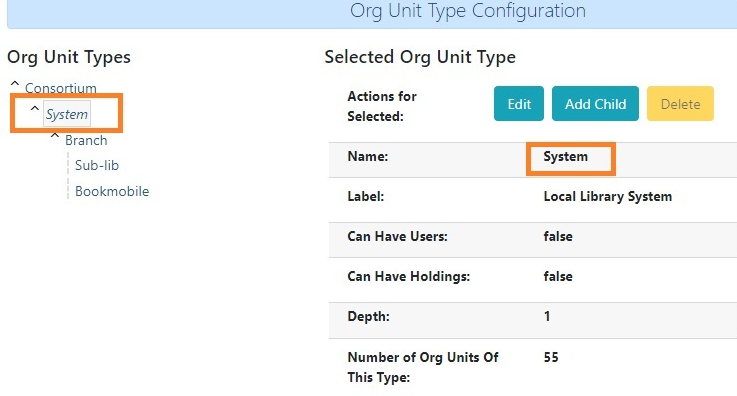 Org Unit Type Configuration
Org Unit Types
Consortium
System
Branch
Sub-lib
Bookmobile
Selected Org Unit Type
Actions for
Selected:
Edit Add Child Delete
Name: System
Label: Local Library System
Can Have Users: false
Can Have Holdings: false
Depth: 1
Number of Org Units Of 55
This Type: